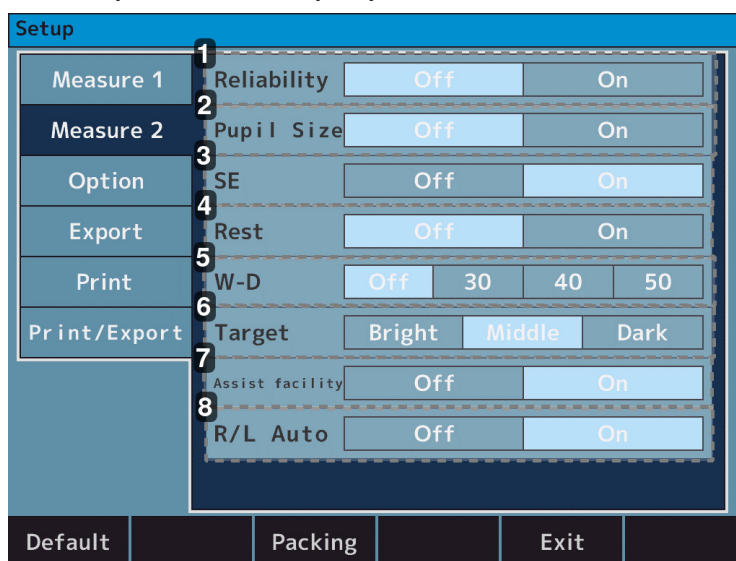 Setup
Measure 1
Measure 2
Option
Export
Print
Print/Export
1
Reliability Off On
2
Pupil Size Off On
3
SE Off On
4
Rest Off On
5
W-D Off 30 40 50
6
Target Bright Middle Dark
7
Assist facility Off On
8
R/L Auto Off On
Default Packing Exit